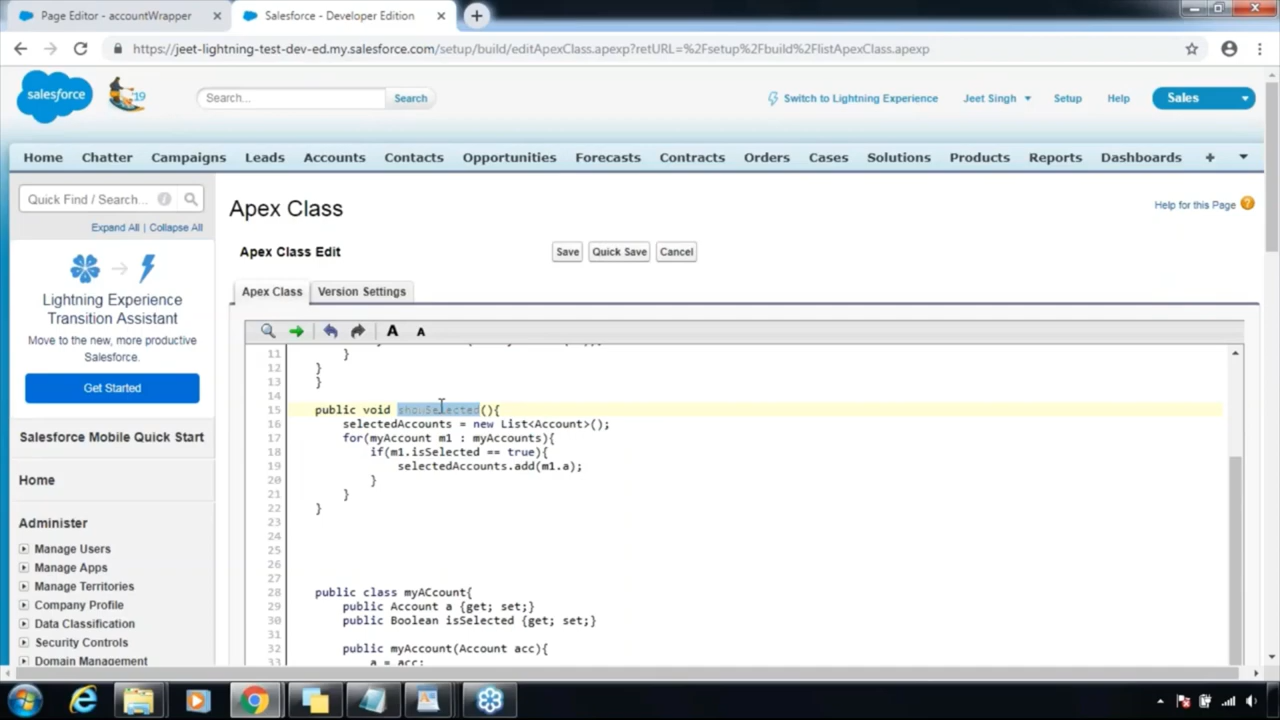 Page Editor - accountWrapper
Salesforce - Developer Edition
https://jeet-lightning-test-dev-ed.my.salesforce.com/setup/build/editApexClass.apexp?retURL=%2Fsetup%2Fbuild%2FlistApexClass.apexp
salesforce
'19
Search...
Search
Switch to Lightning Experience
Jeet Singh
Setup
Help
Sales
Home Chatter Campaigns Leads Accounts Contacts Opportunities Forecasts Contracts Orders Cases Solutions Products Reports Dashboards +
Quick Find / Search...
Expand All | Collapse All
Lightning Experience
Transition Assistant
Move to the new, more productive
Salesforce.
Get Started
Salesforce Mobile Quick Start
Home
Administer
Manage Users
Manage Apps
Manage Territories
Company Profile
Data Classification
Security Controls
Domain Management
Apex Class
Help for this Page
Apex Class Edit
Save
Quick Save
Cancel
Apex Class
Version Settings
A A
11 }
12 }
13 }
14
15 public void showSelected(){
16 selectedAccounts = new List<Account>();
17 for(myAccount m1 : myAccounts){
18 if(m1.isSelected == true){
19 selectedAccounts.add(m1.a);
20 }
21 }
22 }
23
24
25
26
27
28 public class myACcount{
29 public Account a {get; set;}
30 public Boolean isSelected {get; set;}
31
32 public myAccount(Account acc){
33 a = acc;